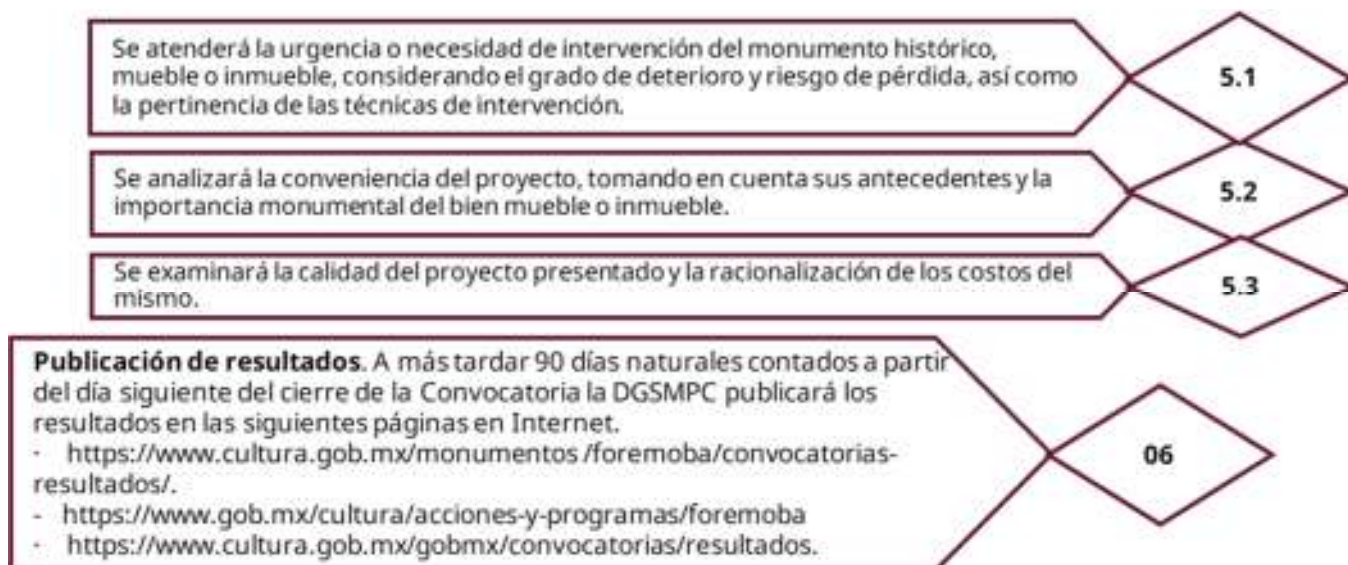 Se atenderá la urgencia o necesidad de intervención del monumento histórico,
mueble o inmueble, considerando el grado de deterioro y riesgo de pérdida, así como
la pertinencia de las técnicas de intervención.
5.1
Se analizará la conveniencia del proyecto, tomando en cuenta sus antecedentes y la
importancia monumental del bien mueble o inmueble.
5.2
Se examinará la calidad del proyecto presentado y la racionalización de los costos del
mismo.
5.3
Publicación de resultados. A más tardar 90 días naturales contados a partir
del día siguiente del cierre de la Convocatoria la DGSMPC publicará los
resultados en las siguientes páginas en Internet.
· https://www.cultura.gob.mx/monumentos /foremoba/convocatorias-
resultados/.
- https://www.gob.mx/cultura/acciones-y-programas/foremoba
· https://www.cultura.gob.mx/gobmx/convocatorias/resultados.
06